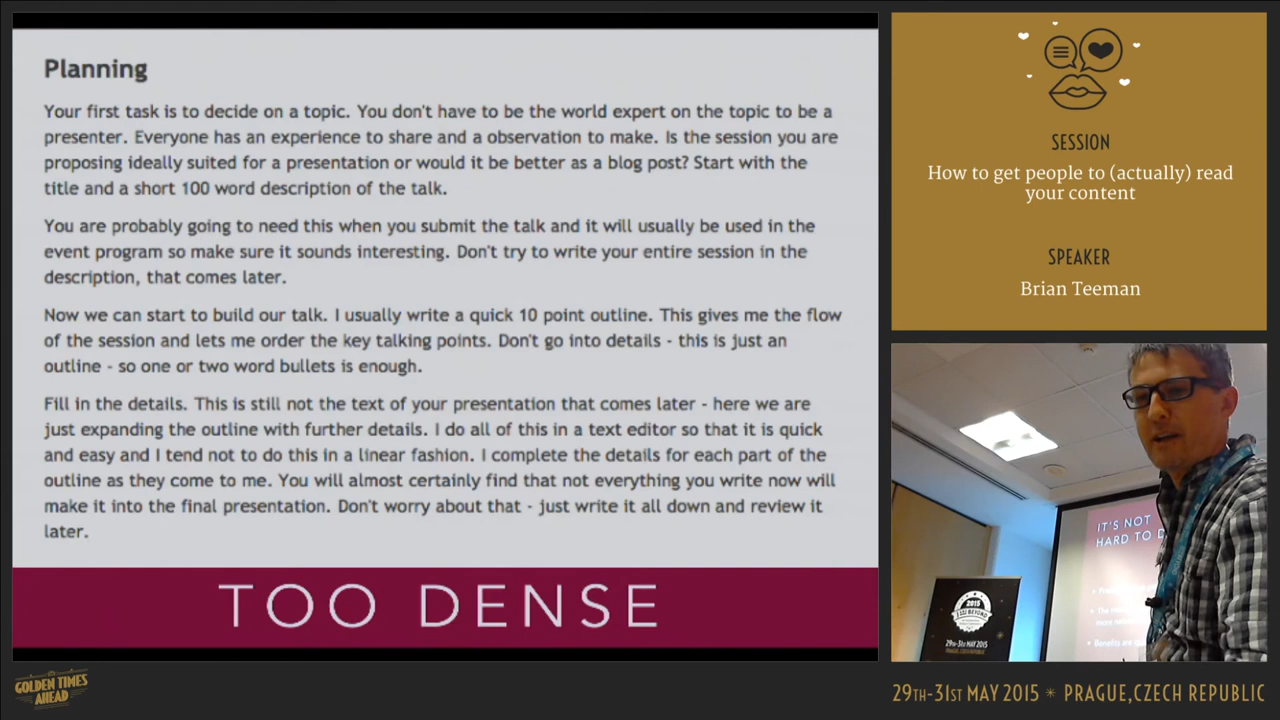 Planning
Your first task is to decide on a topic. You don't have to be the world expert on the topic to be a
presenter. Everyone has an experience to share and a observation to make. Is the session you are
proposing ideally suited for a presentation or would it be better as a blog post? Start with the
title and a short 100 word description of the talk.
You are probably going to need this when you submit the talk and it will usually be used in the
event program so make sure it sounds interesting. Don't try to write your entire session in the
description, that comes later.
Now we can start to build our talk. I usually write a quick 10 point outline. This gives me the flow
of the session and lets me order the key talking points. Don't go into details - this is just an
outline - so one or two word bullets is enough.
Fill in the details. This is still not the text of your presentation that comes later - here we are
just expanding the outline with further details. I do all of this in a text editor so that it is quick
and easy and I tend not to do this in a linear fashion. I complete the details for each part of the
outline as they come to me. You will almost certainly find that not everything you write now will
make it into the final presentation. Don't worry about that - just write it all down and review it
later.
TOO DENSE
SESSION
How to get people to (actually) read
your content
SPEAKER
Brian Teeman
IT'S NOT
HARD TO
The
more
Benefits are
2015
BEYOND
29TH-31ST MAY 2015
PRAGUE, CZECH REPUBLIC
GOLDEN TIMES
AHEAD
29TH-31ST MAY 2015 * PRAGUE,CZECH REPUBLIC